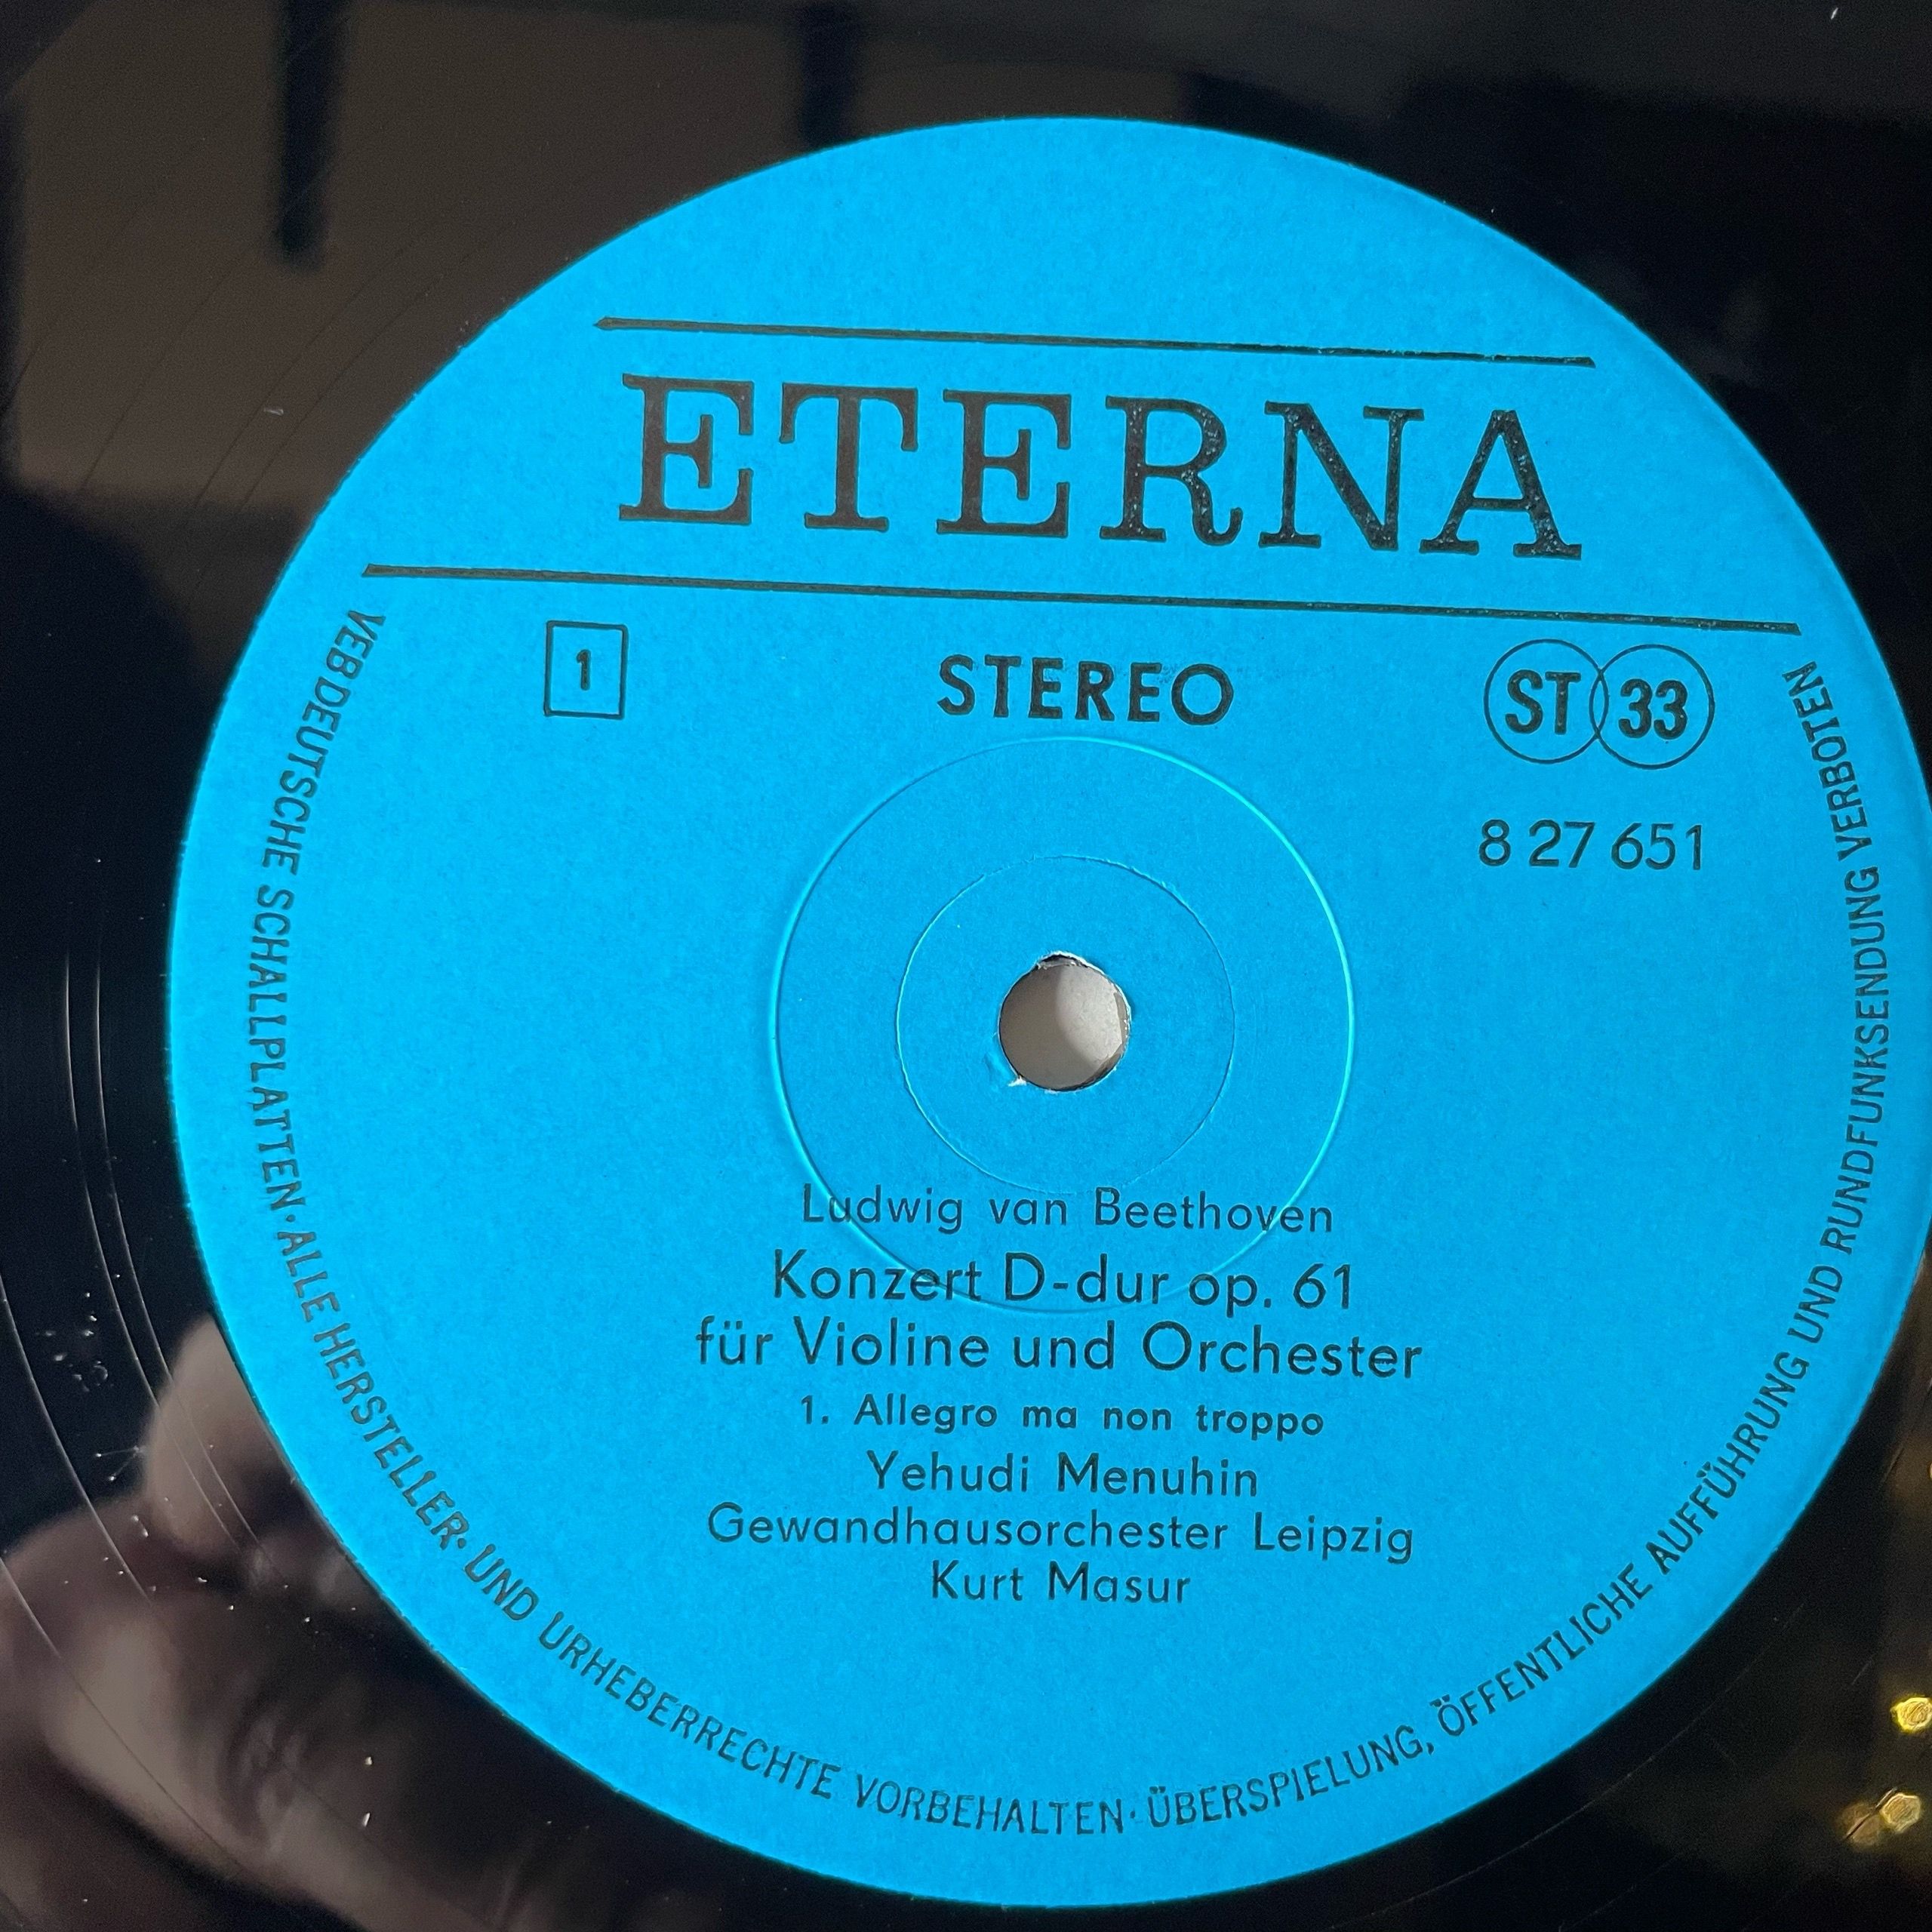 ETERNA
1
STEREO
ST 33
8 27 651
Ludwig van Beethoven
Konzert D-dur op. 61
für Violine und Orchester
1. Allegro ma non troppo
Yehudi Menuhin
Gewandhausorchester Leipzig
Kurt Masur
VEB DEUTSCHE SCHALLPLATTEN · ALLE HERSTELLER- UND URHEBERRECHTE VORBEHALTEN · ÜBERSPIELUNG, ÖFFENTLICHE AUFFÜHRUNG UND RUNDFUNKSENDUNG VERBOTEN